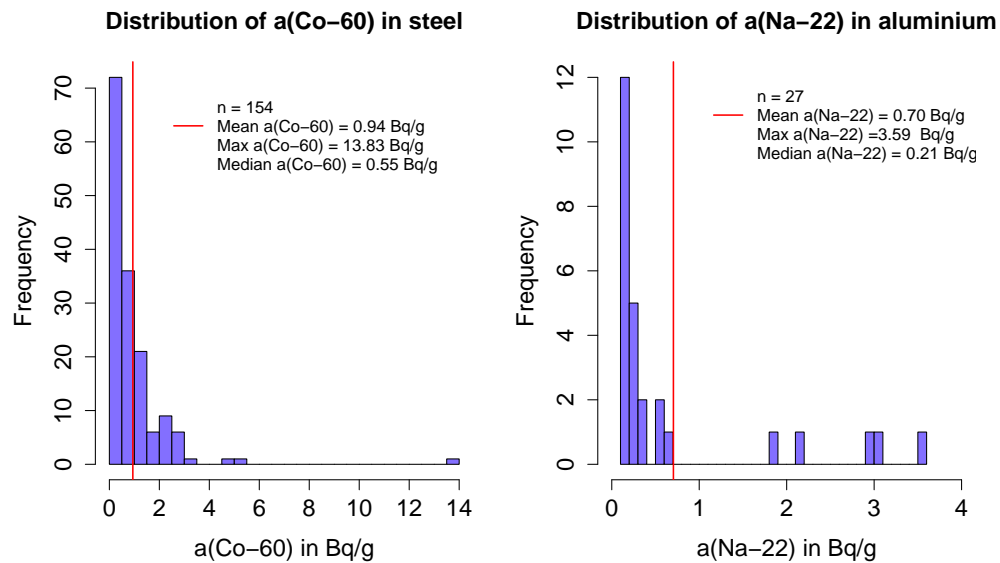 Distribution of a(Co−60) in steel
n = 154
Mean a(Co−60) = 0.94 Bq/g
Max a(Co−60) = 13.83 Bq/g
Median a(Co−60) = 0.55 Bq/g
Frequency
70
60
50
40
30
20
10
0
0 2 4 6 8 10 12 14
a(Co−60) in Bq/g
Distribution of a(Na−22) in aluminium
n = 27
Mean a(Na−22) = 0.70 Bq/g
Max a(Na−22) =3.59 Bq/g
Median a(Na−22) = 0.21 Bq/g
Frequency
12
10
8
6
4
2
0
0 1 2 3 4
a(Na−22) in Bq/g